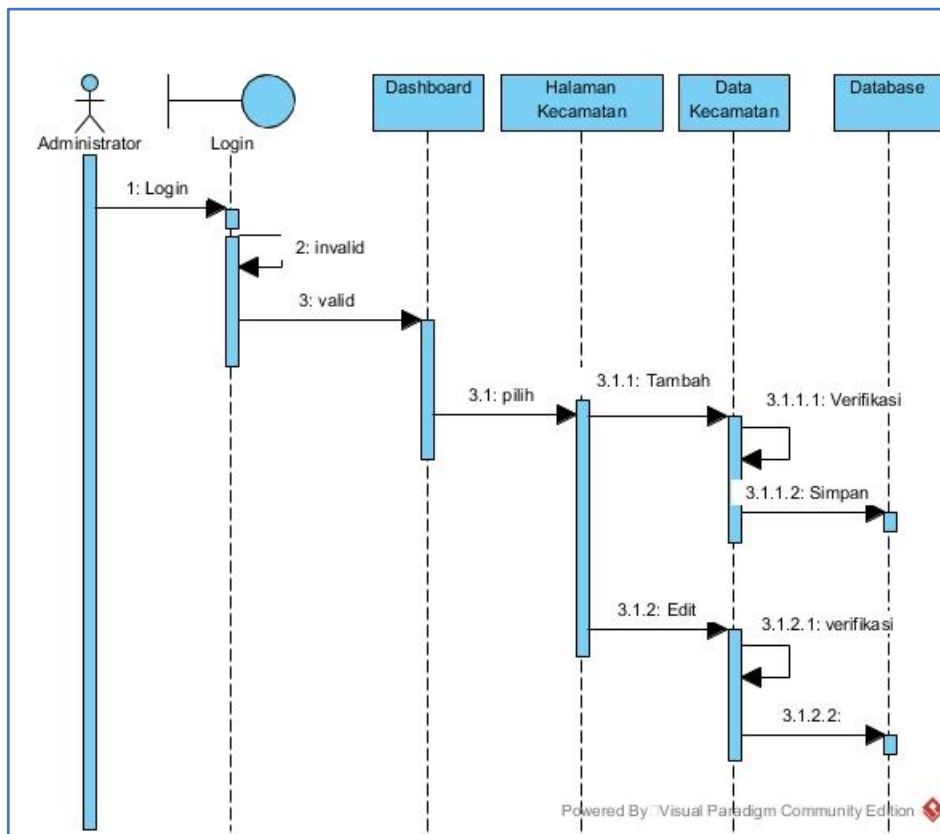 Dashboard
Halaman
Kecamatan
Data
Kecamatan
Database
Administrator
Login
1: Login
2: invalid
3: valid
3.1: pilih
3.1.1: Tambah
3.1.1.1: Verifikasi
3.1.1.2: Simpan
3.1.2: Edit
3.1.2.1: verifikasi
3.1.2.2:
Powered By Visual Paradigm Community Edition